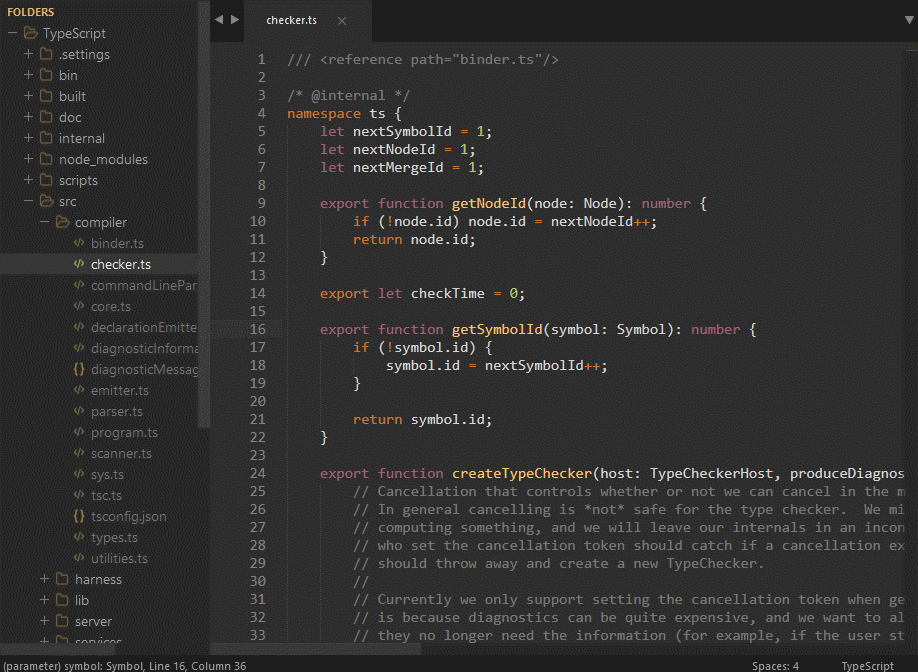 FOLDERS
TypeScript
.settings
bin
built
doc
internal
node_modules
scripts
src
compiler
binder.ts
checker.ts
commandLinePar
core.ts
declarationEmitte
diagnosticInforma
{} diagnosticMessag
emitter.ts
parser.ts
program.ts
scanner.ts
sys.ts
tsc.ts
{} tsconfig.json
types.ts
utilities.ts
harness
lib
server
services
checker.ts
1 /// <reference path="binder.ts"/>
2
3 /* @internal */
4 namespace ts {
5     let nextSymbolId = 1;
6     let nextNodeId = 1;
7     let nextMergeId = 1;
8
9     export function getNodeId(node: Node): number {
10         if (!node.id) node.id = nextNodeId++;
11         return node.id;
12     }
13
14     export let checkTime = 0;
15
16     export function getSymbolId(symbol: Symbol): number {
17         if (!symbol.id) {
18             symbol.id = nextSymbolId++;
19         }
20
21         return symbol.id;
22     }
23
24     export function createTypeChecker(host: TypeCheckerHost, produceDiagnos
25         // Cancellation that controls whether or not we can cancel in the m
26         // In general cancelling is *not* safe for the type checker.  We mi
27         // computing something, and we will leave our internals in an incon
28         // who set the cancellation token should catch if a cancellation ex
29         // should throw away and create a new TypeChecker.
30         //
31         // Currently we only support setting the cancellation token when ge
32         // is because diagnostics can be quite expensive, and we want to al
33         // they no longer need the information (for example, if the user st
(parameter) symbol: Symbol, Line 16, Column 36
Spaces: 4
TypeScript